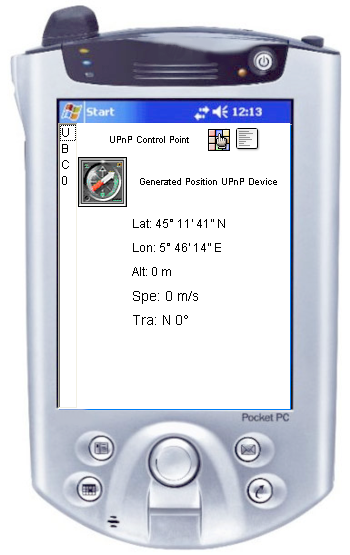 Start 12:13
U
B
C
0
UPnP Control Point
Generated Position UPnP Device
Lat: 45° 11' 41" N
Lon: 5° 46' 14" E
Alt: 0 m
Spe: 0 m/s
Tra: N 0°
Pocket PC